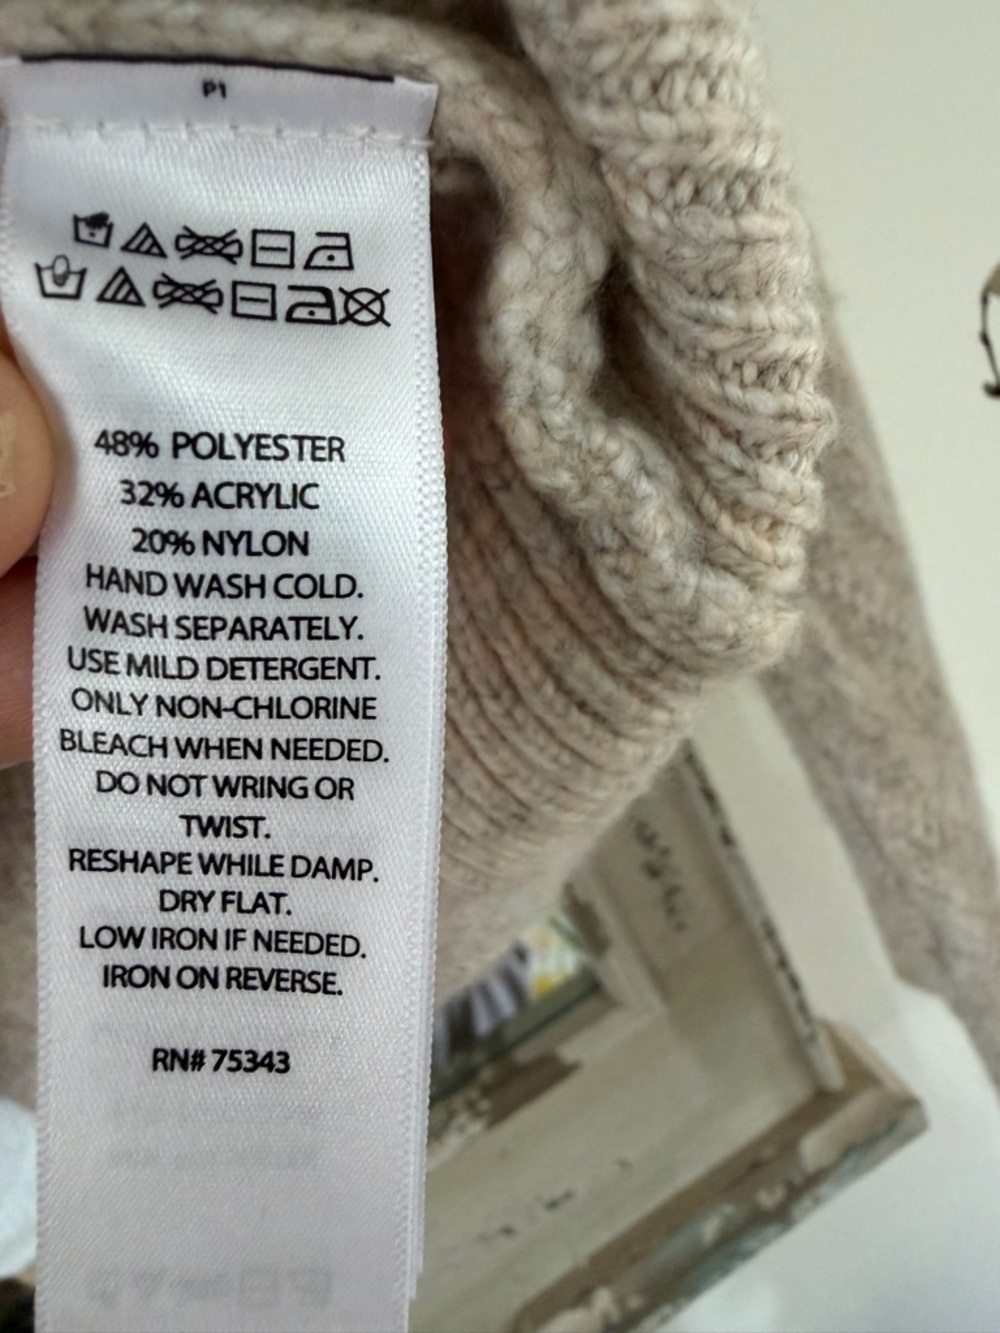 P1
48% POLYESTER
32% ACRYLIC
20% NYLON
HAND WASH COLD.
WASH SEPARATELY.
USE MILD DETERGENT.
ONLY NON-CHLORINE
BLEACH WHEN NEEDED.
DO NOT WRING OR
TWIST.
RESHAPE WHILE DAMP.
DRY FLAT.
LOW IRON IF NEEDED.
IRON ON REVERSE.
RN# 75343